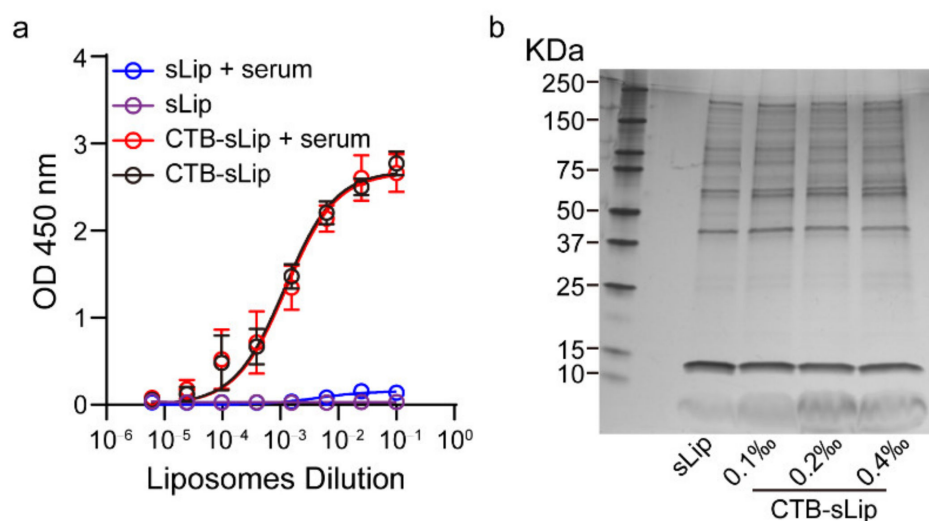 a
4
3
2
1
0
OD 450 nm
sLip + serum
sLip
CTB-sLip + serum
CTB-sLip
10⁻⁶ 10⁻⁵ 10⁻⁴ 10⁻³ 10⁻² 10⁻¹ 10⁰
Liposomes Dilution
b
KDa
250
150
75
50
37
25
15
10
sLip 0.1‰ 0.2‰ 0.4‰
CTB-sLip